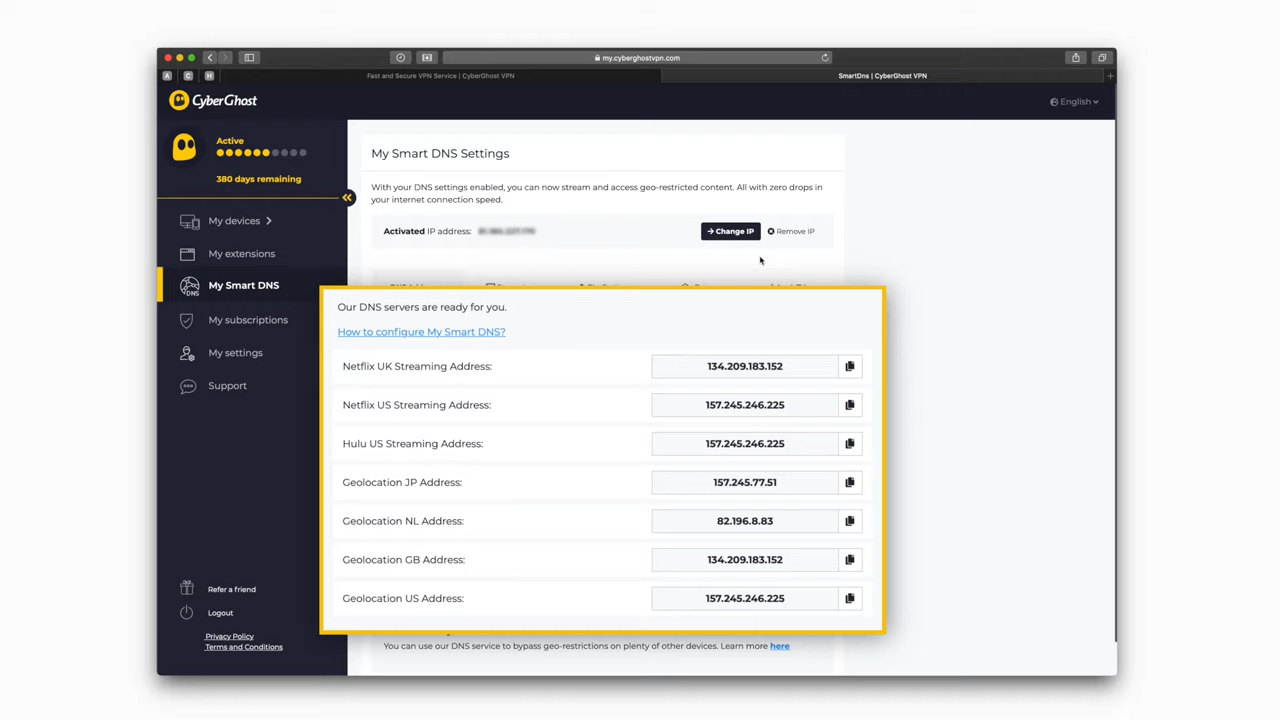 my.cyberghostvpn.com
A
C
H
Fast and Secure VPN Service | CyberGhost VPN
SmartDns | CyberGhost VPN
CyberGhost
English
Active
380 days remaining
My devices
My extensions
DNS
My Smart DNS
My subscriptions
My settings
Support
Refer a friend
Logout
Privacy Policy
Terms and Conditions
My Smart DNS Settings
With your DNS settings enabled, you can now stream and access geo-restricted content. All with zero drops in
your internet connection speed.
Activated IP address:
Change IP
Remove IP
Our DNS servers are ready for you.
How to configure My Smart DNS?
Netflix UK Streaming Address: 134.209.183.152
Netflix US Streaming Address: 157.245.246.225
Hulu US Streaming Address: 157.245.246.225
Geolocation JP Address: 157.245.77.51
Geolocation NL Address: 82.196.8.83
Geolocation GB Address: 134.209.183.152
Geolocation US Address: 157.245.246.225
You can use our DNS service to bypass geo-restrictions on plenty of other devices. Learn more here